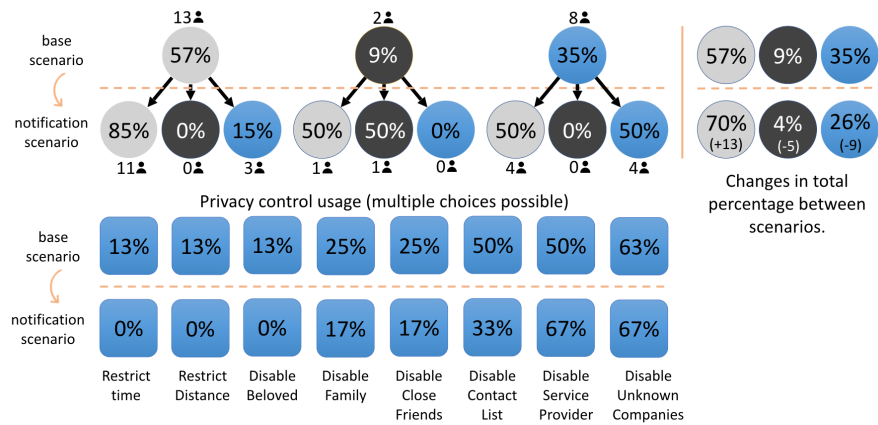 13 2 8
base
scenario
57% 9% 35% 57% 9% 35%
notification
scenario
85% 0% 15% 50% 50% 0% 50% 0% 50% 70% 4% 26%
(+13) (-5) (-9)
11 0 3 1 1 0 4 0 4
Changes in total
percentage between
scenarios.
Privacy control usage (multiple choices possible)
base
scenario
13% 13% 13% 25% 25% 50% 50% 63%
notification
scenario
0% 0% 0% 17% 17% 33% 67% 67%
Restrict
time
Restrict
Distance
Disable
Beloved
Disable
Family
Disable
Close
Friends
Disable
Contact
List
Disable
Service
Provider
Disable
Unknown
Companies